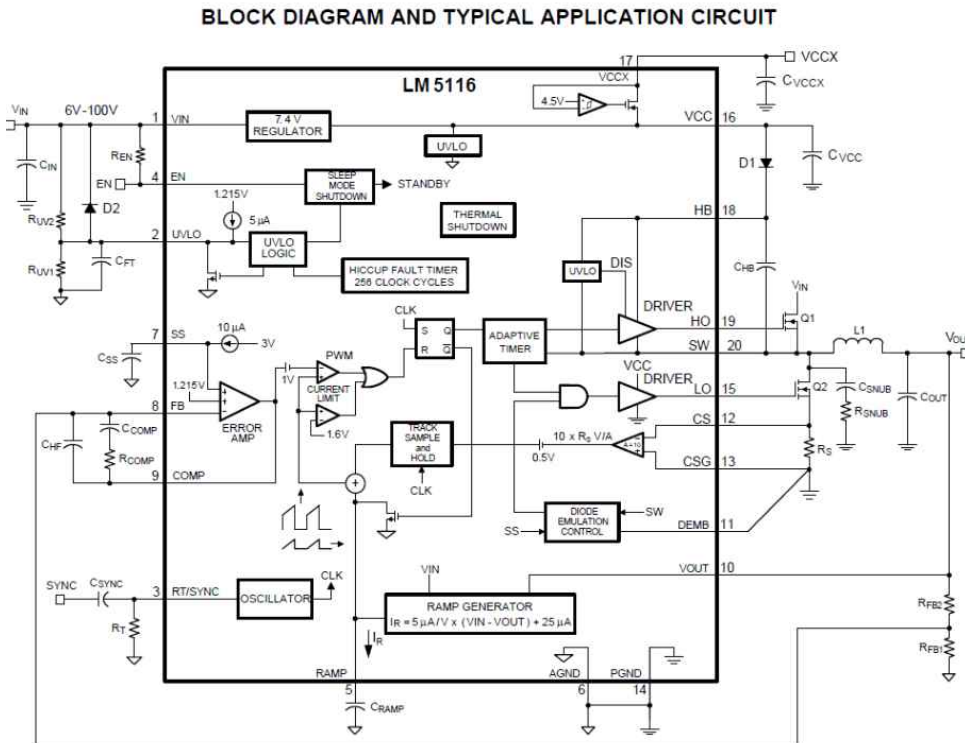 BLOCK DIAGRAM AND TYPICAL APPLICATION CIRCUIT
17
VCCX
VCCX
CVCCX
LM5116
4.5V
VIN
6V-100V
1
VIN
7.4 V
REGULATOR
VCC
16
UVLO
CIN
REN
EN
4
EN
SLEEP
MODE
SHUTDOWN
STANDBY
D1
CVCC
RUV2
D2
1.215V
5 µA
THERMAL
SHUTDOWN
HB
18
2
UVLO
UVLO
LOGIC
RUV1
CFT
HICCUP FAULT TIMER
256 CLOCK CYCLES
UVLO
DIS
CHB
VIN
7
SS
10 µA
3V
CLK
S
Q
R
Q
ADAPTIVE
TIMER
DRIVER
HO
19
Q1
SW
20
L1
VOU
CSS
1.215V
1V
PWM
CURRENT
LIMIT
1.6V
VCC
DRIVER
LO
15
Q2
CSNUB
RSNUB
COUT
8
FB
ERROR
AMP
CHF
CCOMP
RCOMP
9
COMP
TRACK
SAMPLE
and
HOLD
CLK
10 x RS V/A
0.5V
A=10
CS
12
CSG
13
RS
SS
DIODE
EMULATION
CONTROL
SW
DEMB
11
VOUT
10
SYNC
CSYNC
3
RT/SYNC
OSCILLATOR
CLK
RT
VIN
RAMP GENERATOR
IR = 5 µA/V x (VIN - VOUT) + 25 µA
IR
RFB2
RFB1
RAMP
5
CRAMP
AGND
6
PGND
14